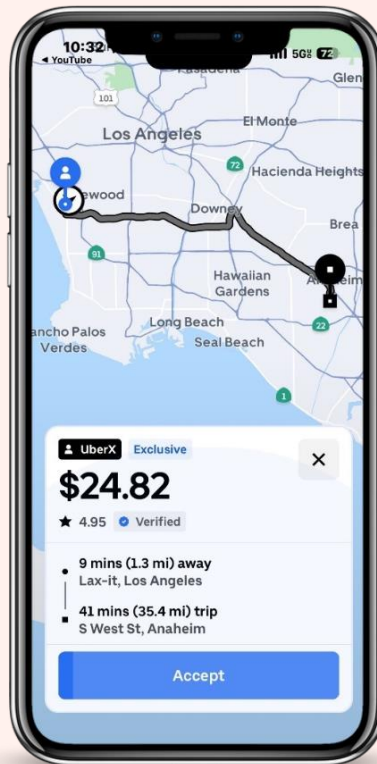 10:32
5G 72
◀ YouTube
Pasadena
Glen
101
El Monte
Los Angeles
72
Hacienda Heights
ewood
Downey
Brea
91
Hawaiian
Gardens
Long Beach
22
ancho Palos
Verdes
Seal Beach
1
UberX Exclusive
$24.82
★ 4.95 Verified
9 mins (1.3 mi) away
Lax-it, Los Angeles
41 mins (35.4 mi) trip
S West St, Anaheim
Accept